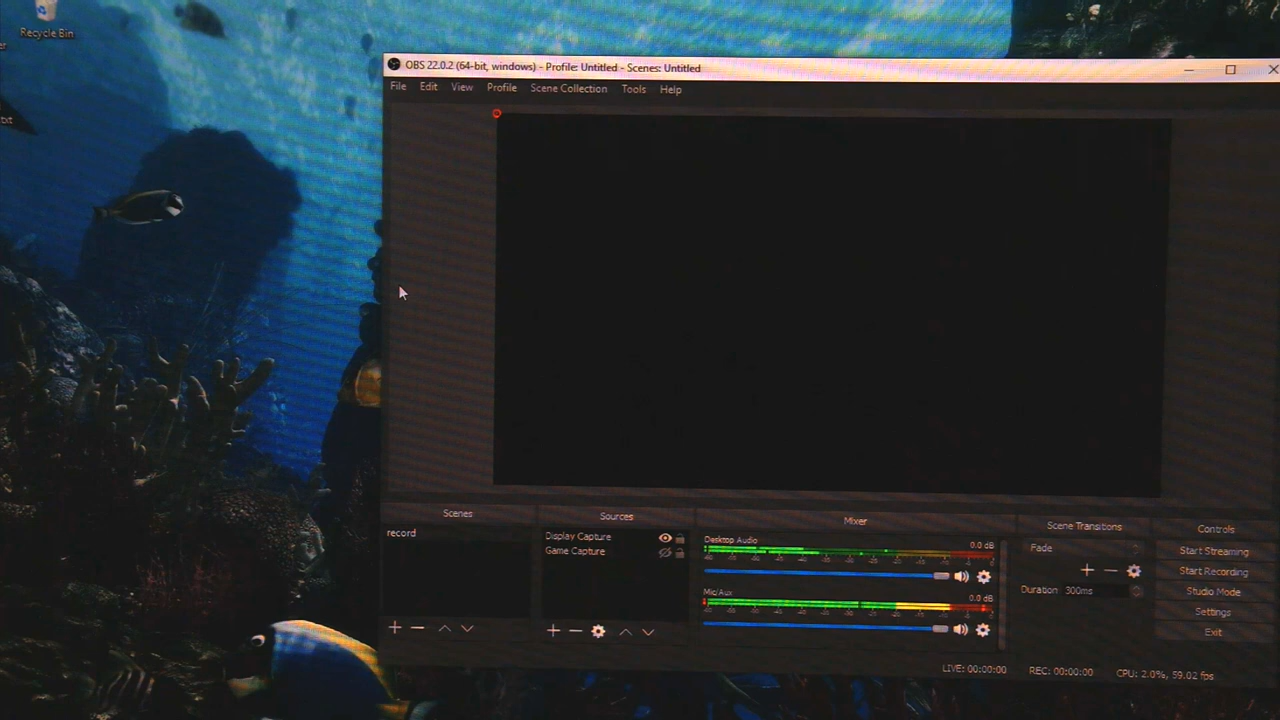 Recycle Bin
OBS 22.0.2 (64-bit, windows) - Profile: Untitled - Scenes: Untitled
File Edit View Profile Scene Collection Tools Help
txt
Scenes
record
Sources
Display Capture
Game Capture
Mixer
Desktop Audio 0.0 dB
Mic/Aux 0.0 dB
Scene Transitions
Fade
Duration 300ms
Controls
Start Streaming
Start Recording
Studio Mode
Settings
Exit
LIVE: 00:00:00 REC: 00:00:00 CPU: 2.0%, 59.02 fps